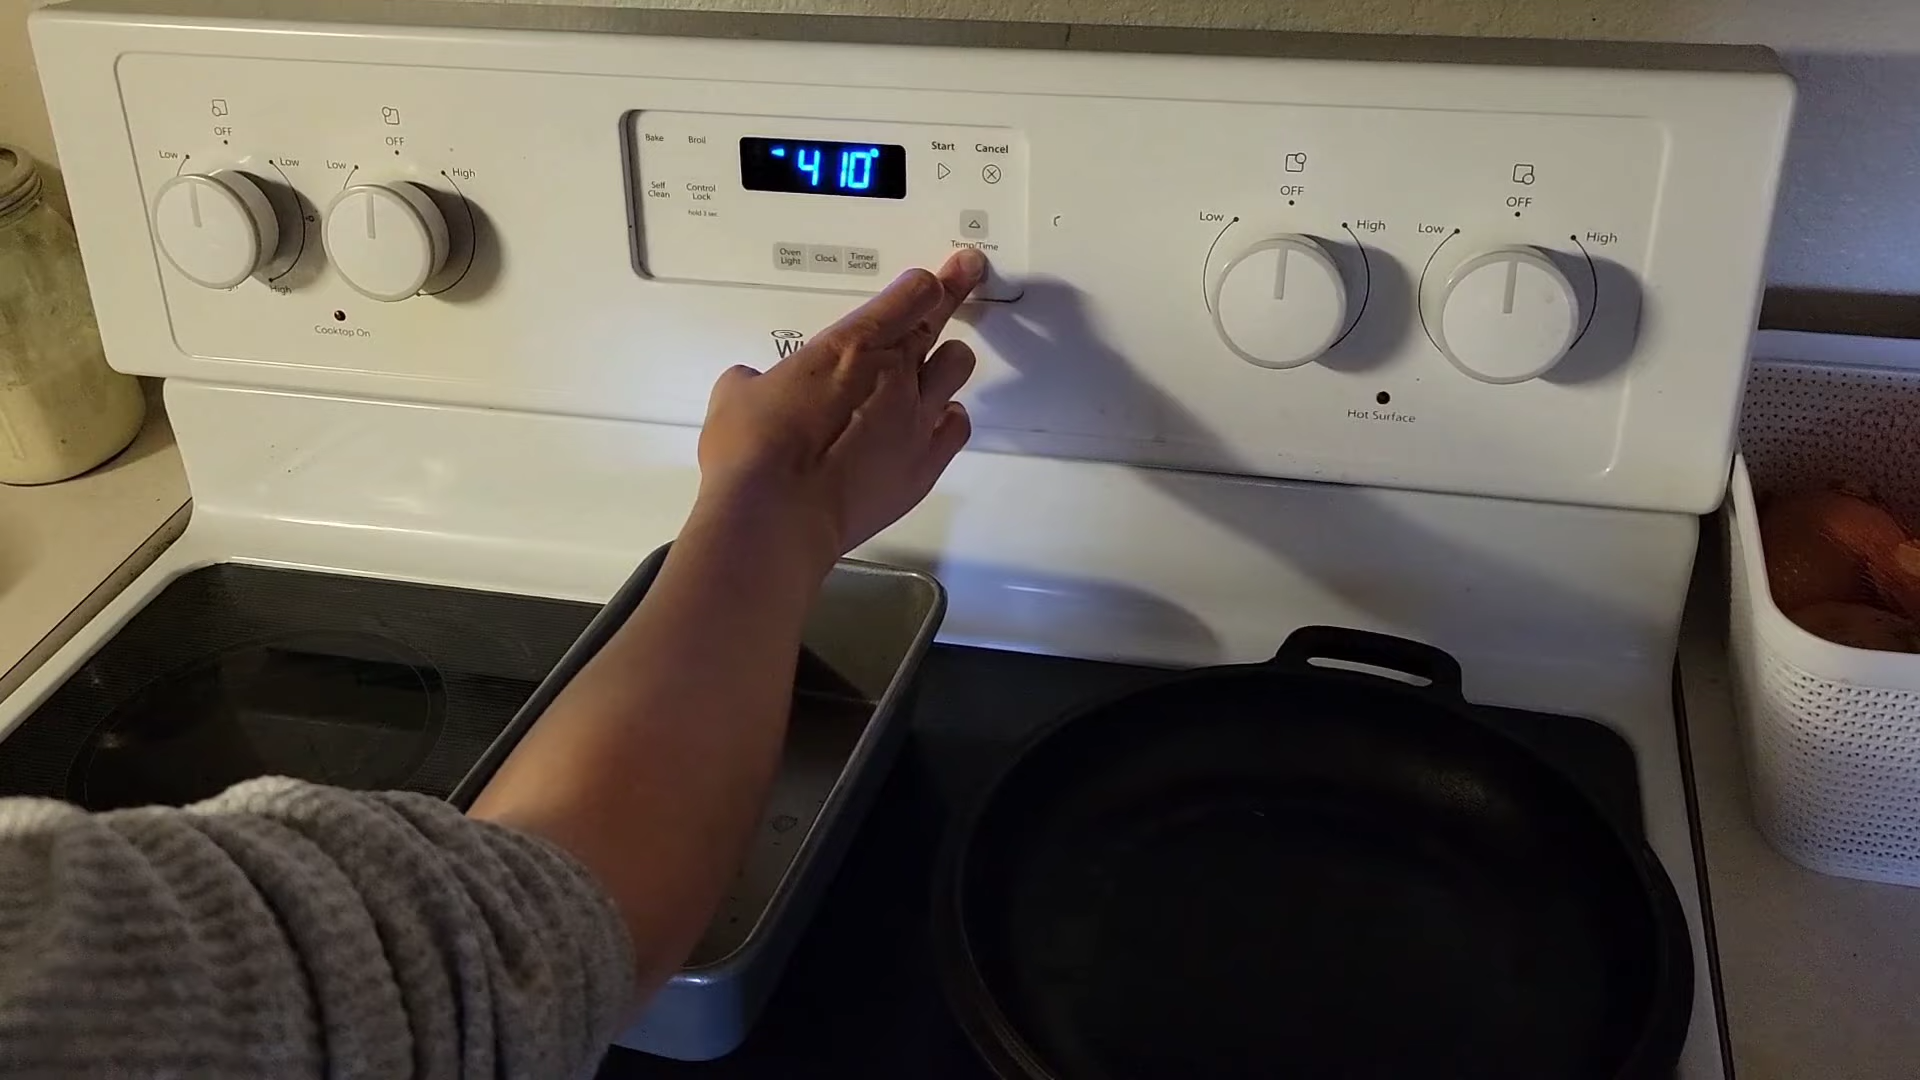 OFF
Low
Low
High
OFF
Low
High
Cooktop On
Bake
Broil
Self
Clean
Control
Lock
hold 3 sec
410°
Start
Cancel
Temp/Time
Oven
Light
Clock
Timer
Set/Off
OFF
Low
High
OFF
Low
High
Hot Surface